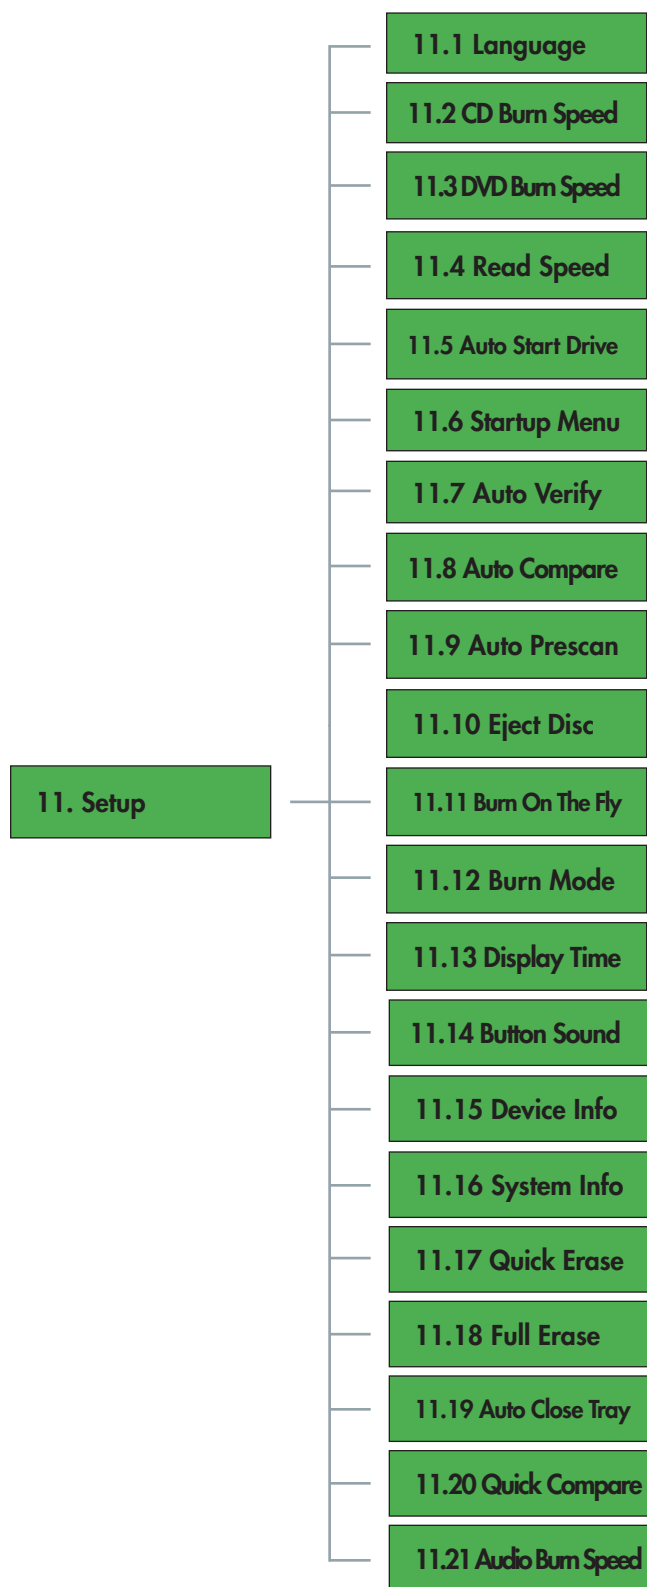 11.1 Language
11.2 CD Burn Speed
11.3 DVD Burn Speed
11.4 Read Speed
11.5 Auto Start Drive
11.6 Startup Menu
11.7 Auto Verify
11.8 Auto Compare
11.9 Auto Prescan
11.10 Eject Disc
11. Setup
11.11 Burn On The Fly
11.12 Burn Mode
11.13 Display Time
11.14 Button Sound
11.15 Device Info
11.16 System Info
11.17 Quick Erase
11.18 Full Erase
11.19 Auto Close Tray
11.20 Quick Compare
11.21 Audio Burn Speed